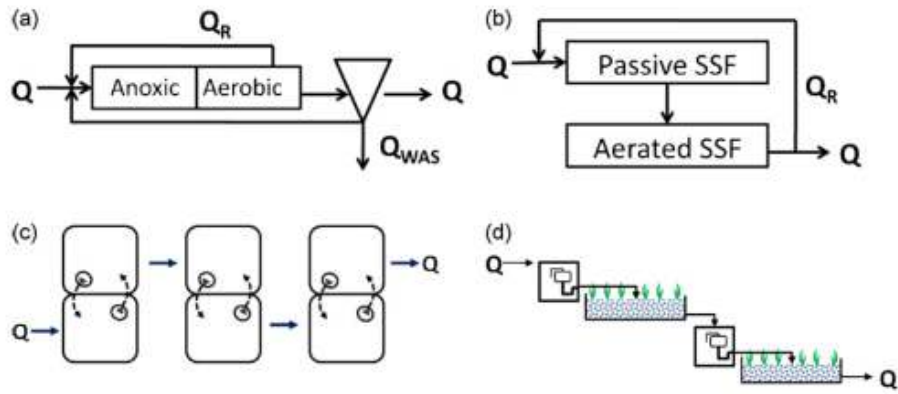 (a)
Q_R
Q
Anoxic
Aerobic
Q
Q_WAS
(b)
Q
Passive SSF
Q_R
Aerated SSF
Q
(c)
Q
Q
(d)
Q
Q